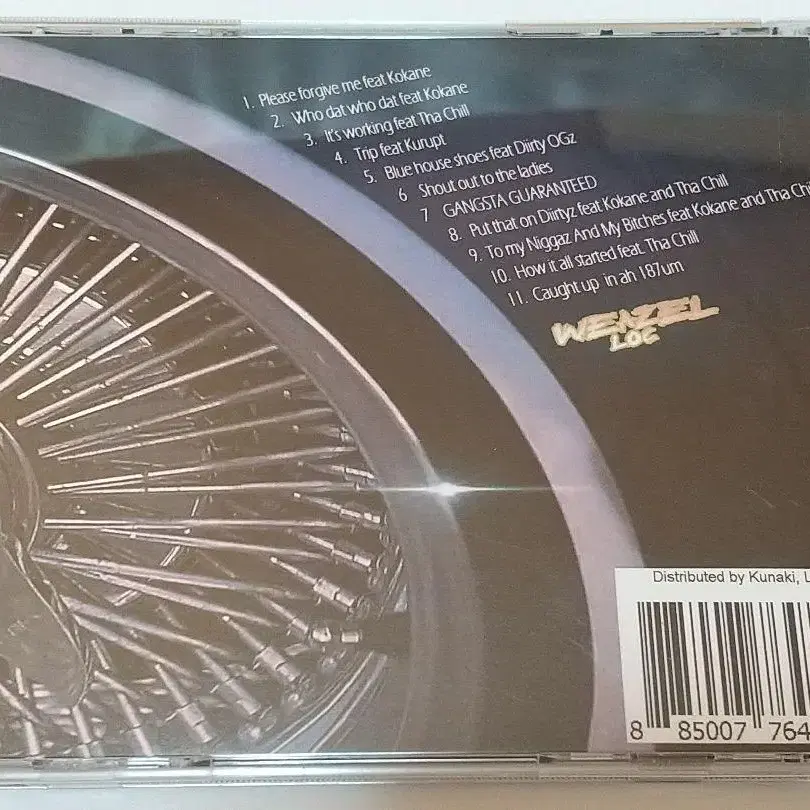 1. Please forgive me feat Kokane
2. Who dat who dat feat Kokane
3. It's working feat Tha Chill
4. Trip feat Kurupt
5. Blue house shoes feat Diirty OGz
6 Shout out to the ladies
7 GANGSTA GUARANTEED
8. Put that on Diirtyz feat Kokane and Tha Chill
9. To my Niggaz And My Bitches feat Kokane and Tha Chi
10. How it all started feat. Tha Chill
11. Caught up in ah 187um
WEAZEL
LOC
Distributed by Kunaki, L
8 85007 764